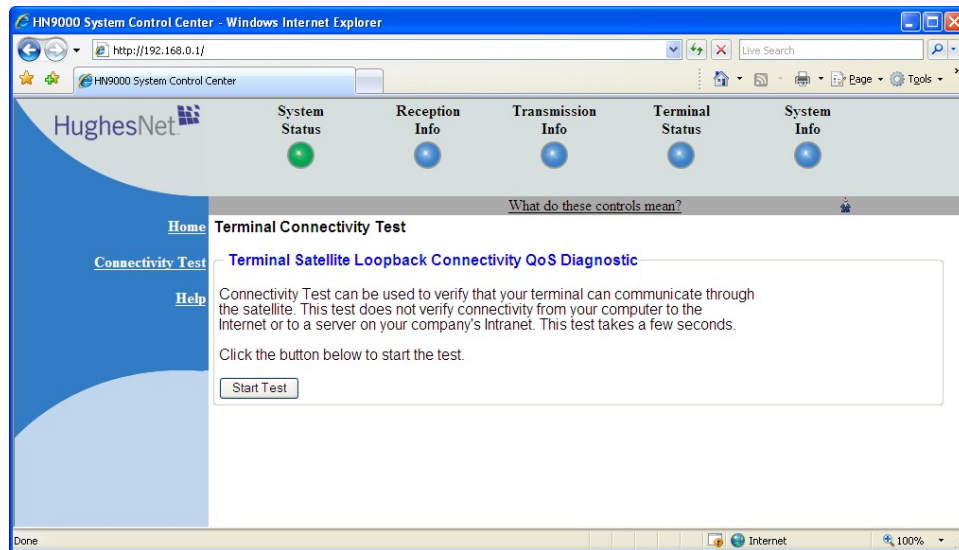 HN9000 System Control Center - Windows Internet Explorer
http://192.168.0.1/
Live Search
HN9000 System Control Center
Page
Tools
HughesNet.
System Status
Reception Info
Transmission Info
Terminal Status
System Info
What do these controls mean?
Home
Connectivity Test
Help
Terminal Connectivity Test
Terminal Satellite Loopback Connectivity QoS Diagnostic
Connectivity Test can be used to verify that your terminal can communicate through
the satellite. This test does not verify connectivity from your computer to the
Internet or to a server on your company's Intranet. This test takes a few seconds.
Click the button below to start the test.
Start Test
Done
Internet
100%